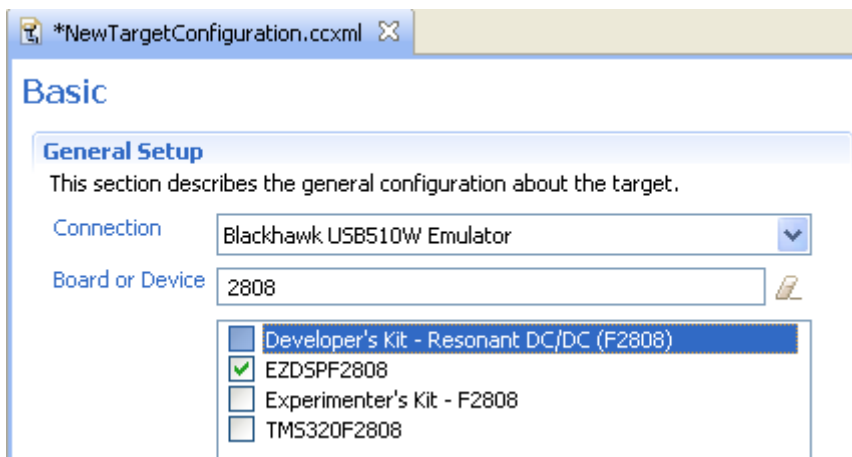 *NewTargetConfiguration.ccxml
Basic
General Setup
This section describes the general configuration about the target.
Connection Blackhawk USB510W Emulator
Board or Device 2808
Developer's Kit - Resonant DC/DC (F2808)
EZDSPF2808
Experimenter's Kit - F2808
TMS320F2808